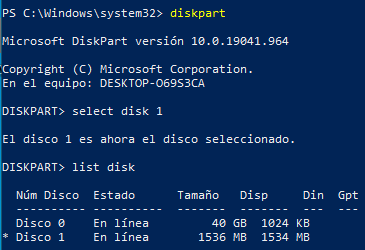 PS C:\Windows\system32> diskpart
Microsoft DiskPart versión 10.0.19041.964
Copyright (C) Microsoft Corporation.
En el equipo: DESKTOP-O69S3CA
DISKPART> select disk 1
El disco 1 es ahora el disco seleccionado.
DISKPART> list disk
  Núm Disco  Estado      Tamaño   Disp     Din  Gpt
  ---------- ---------- ------- ------- --- ---
  Disco 0    En línea        40 GB  1024 KB
* Disco 1    En línea      1536 MB  1534 MB